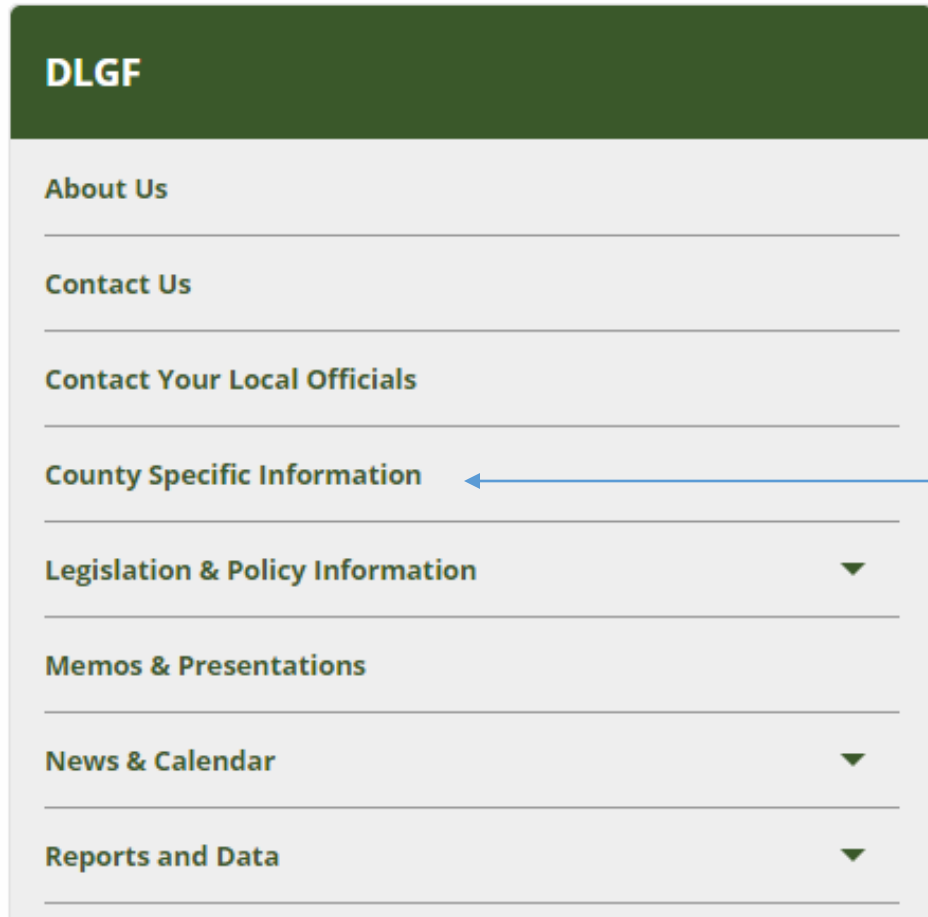 DLGF
About Us
Contact Us
Contact Your Local Officials
County Specific Information
Legislation & Policy Information
Memos & Presentations
News & Calendar
Reports and Data